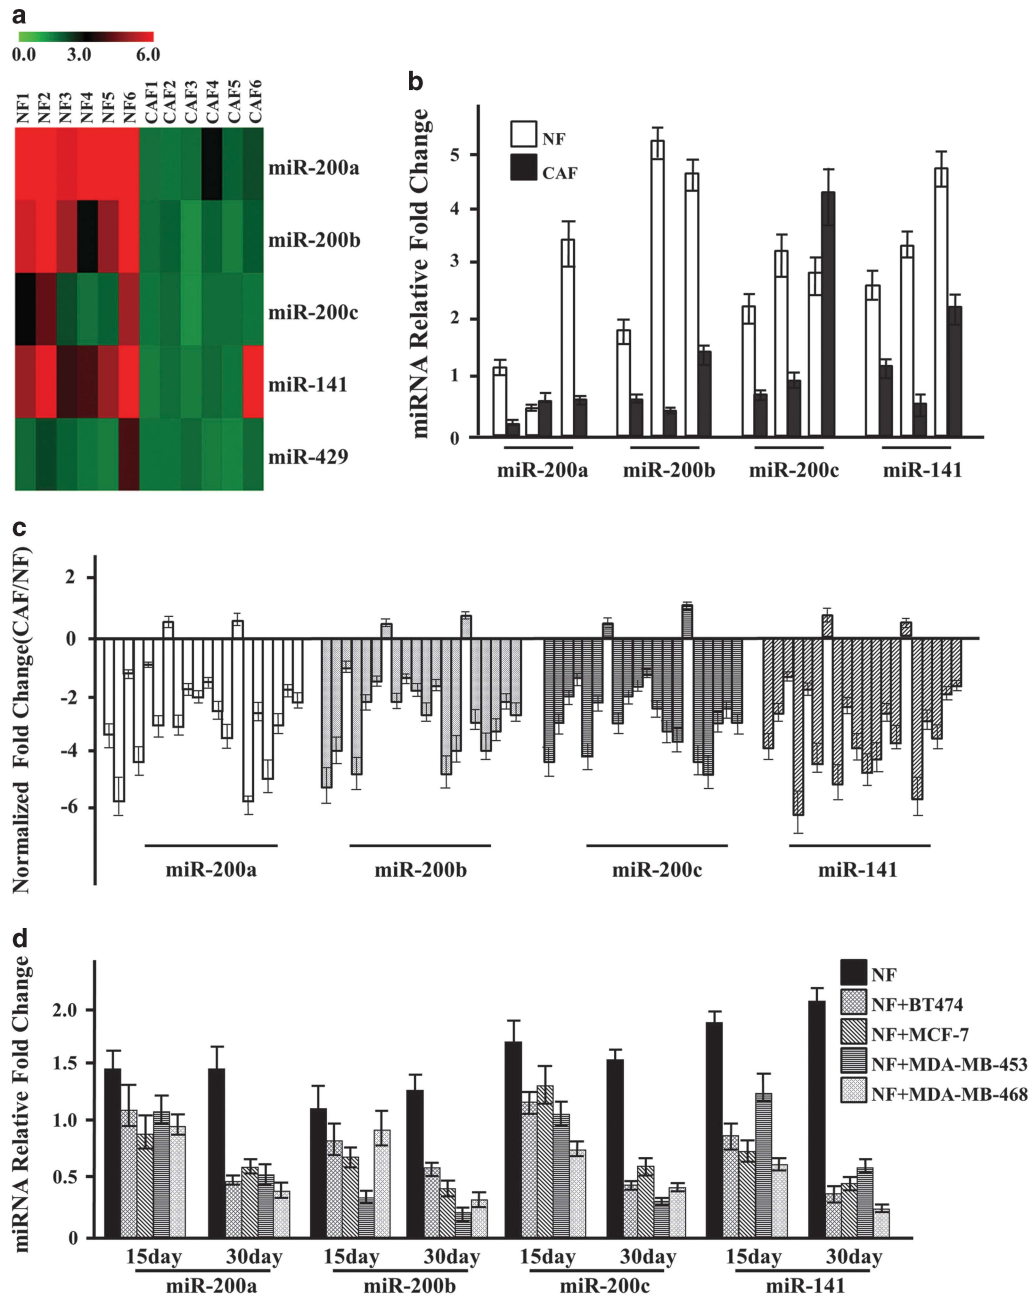 a
0.0 3.0 6.0
NF1 NF2 NF3 NF4 NF5 NF6 CAF1 CAF2 CAF3 CAF4 CAF5 CAF6
miR-200a
miR-200b
miR-200c
miR-141
miR-429
b
miRNA Relative Fold Change
5
4
3
2
1
0
NF
CAF
miR-200a miR-200b miR-200c miR-141
c
Normalized Fold Change(CAF/NF)
2
0
-2
-4
-6
miR-200a miR-200b miR-200c miR-141
d
miRNA Relative Fold Change
2.0
1.5
1.0
0.5
0
NF
NF+BT474
NF+MCF-7
NF+MDA-MB-453
NF+MDA-MB-468
15day 30day 15day 30day 15day 30day 15day 30day
miR-200a miR-200b miR-200c miR-141